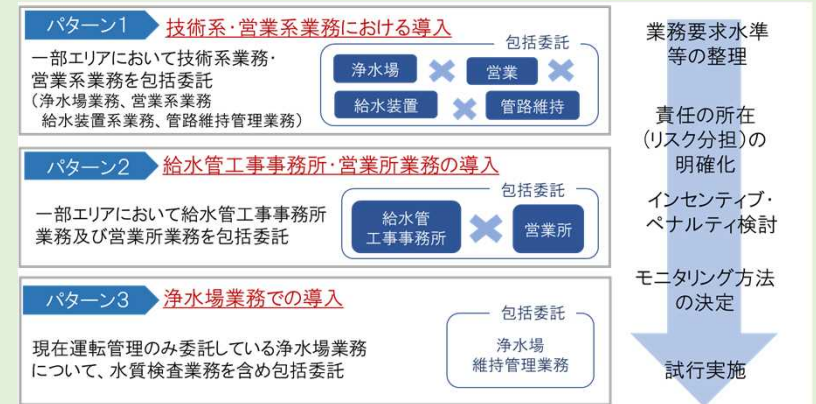 パターン1 技術系・営業系業務における導入
一部エリアにおいて技術系業務・
営業系業務を包括委託
(浄水場業務、営業系業務
給水装置系業務、管路維持管理業務)
包括委託
浄水場 営業
給水装置 管路維持
パターン2 給水管工事事務所・営業所業務の導入
一部エリアにおいて給水管工事事務所
業務及び営業所業務を包括委託
包括委託
給水管
工事事務所
営業所
パターン3 浄水場業務での導入
現在運転管理のみ委託している浄水場業務
について、水質検査業務を含め包括委託
包括委託
浄水場
維持管理業務
業務要求水準
等の整理
責任の所在
(リスク分担)の
明確化
インセンティブ・
ペナルティ検討
モニタリング方法
の決定
試行実施